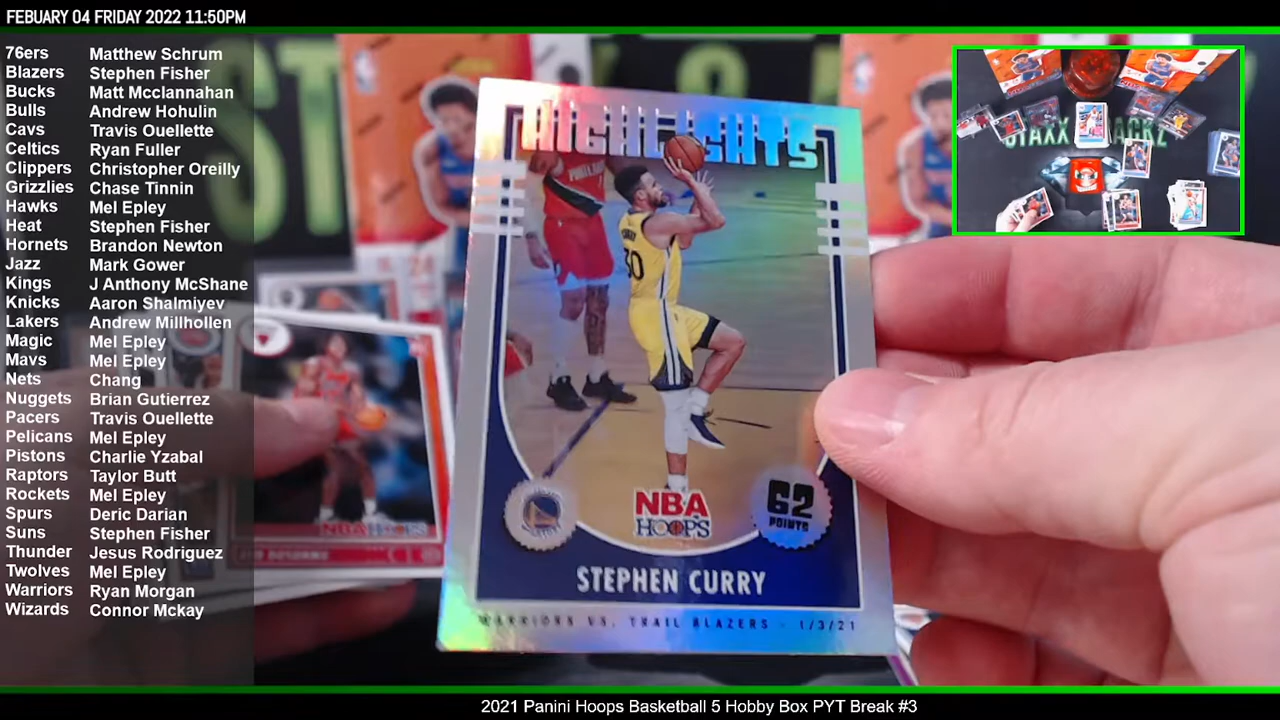 FEBUARY 04 FRIDAY 2022 11:50PM
76ers Matthew Schrum
Blazers Stephen Fisher
Bucks Matt Mcclannahan
Bulls Andrew Hohulin
Cavs Travis Ouellette
Celtics Ryan Fuller
Clippers Christopher Oreilly
Grizzlies Chase Tinnin
Hawks Mel Epley
Heat Stephen Fisher
Hornets Brandon Newton
Jazz Mark Gower
Kings J Anthony McShane
Knicks Aaron Shalmiyev
Lakers Andrew Millhollen
Magic Mel Epley
Mavs Mel Epley
Nets Chang
Nuggets Brian Gutierrez
Pacers Travis Ouellette
Pelicans Mel Epley
Pistons Charlie Yzabal
Raptors Taylor Butt
Rockets Mel Epley
Spurs Deric Darian
Suns Stephen Fisher
Thunder Jesus Rodriguez
Twolves Mel Epley
Warriors Ryan Morgan
Wizards Connor Mckay
HIGHLIGHTS
30
NBA
HOOPS
62
POINTS
STEPHEN CURRY
WARRIORS VS. TRAIL BLAZERS - 1/3/21
NBA HOOPS
2021 Panini Hoops Basketball 5 Hobby Box PYT Break #3